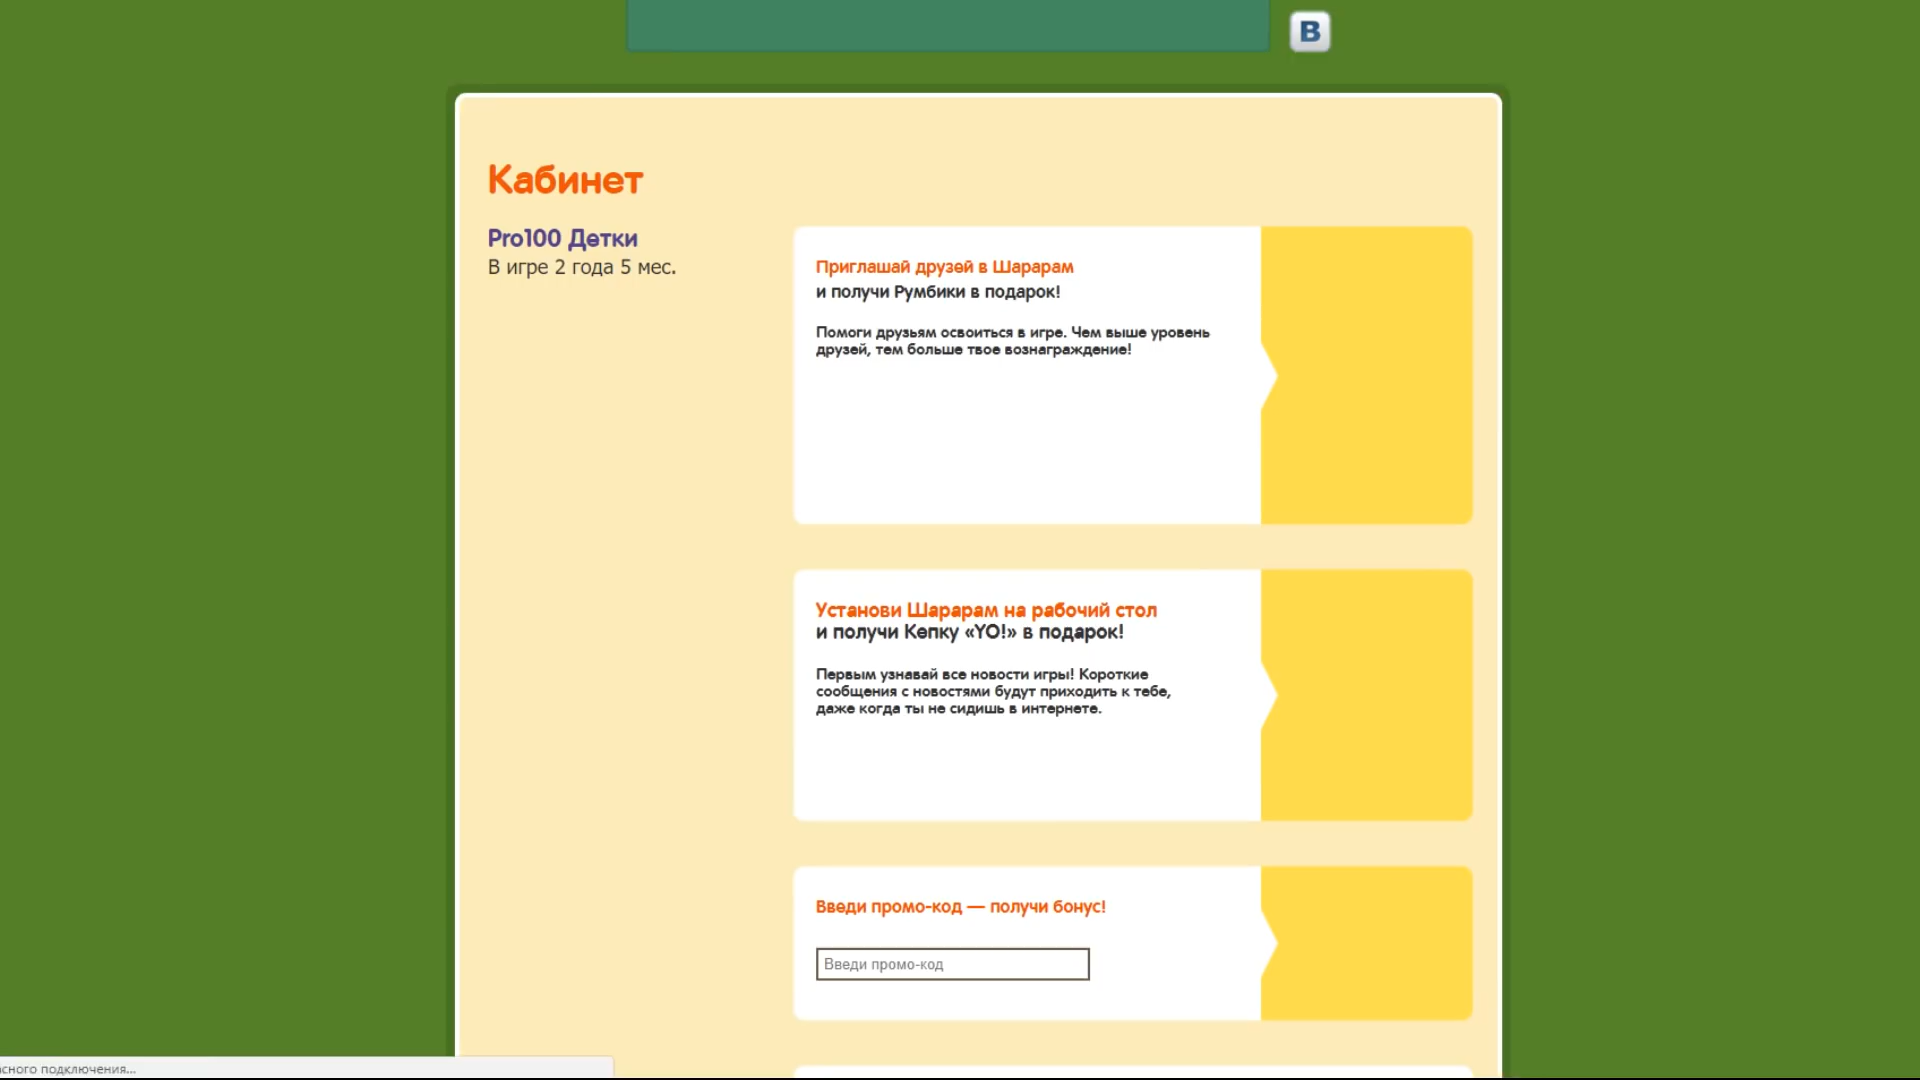 B
Кабинет
Pro100 Детки
В игре 2 года 5 мес.
Приглашай друзей в Шарарам
и получи Румбики в подарок!
Помоги друзьям освоиться в игре. Чем выше уровень
друзей, тем больше твое вознаграждение!
Установи Шарарам на рабочий стол
и получи Кепку «YO!» в подарок!
Первым узнавай все новости игры! Короткие
сообщения с новостями будут приходить к тебе,
даже когда ты не сидишь в интернете.
Введи промо-код — получи бонус!
Введи промо-код
подключения...